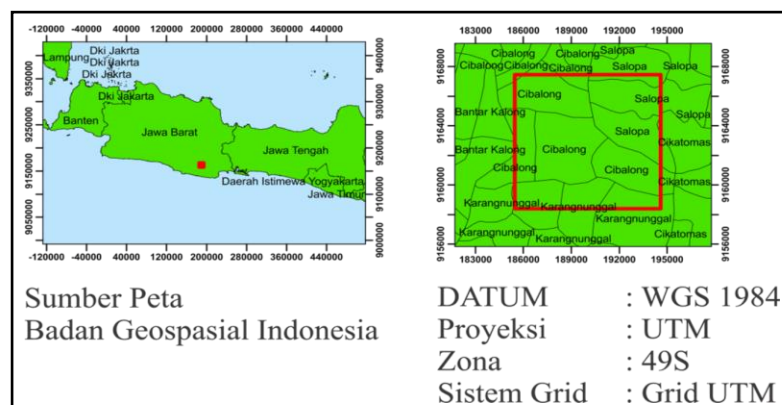 -120000 -40000 40000 120000 200000 280000 360000 440000
Dki Jakrta
Lampung
Dki Jakrta
Dki Jakrta
Dki Jakarta
Banten
Jawa Barat
Jawa Tengah
Daerah Istimewa Yogyakarta
Jawa Timur
9350000
9250000
9150000
9050000
9400000
9300000
9200000
9100000
9000000
-120000 -40000 40000 120000 200000 280000 360000 440000
Sumber Peta
Badan Geospasial Indonesia
183000 186000 189000 192000 195000
Cibalong Cibalong Salopa
Cibalong Cibalong Cibalong Salopa
Cibalong Salopa
Bantar Kalong Salopa
Salopa
Cikatomas
Bantar Kalong Cibalong
Cibalong Cibalong
Cikatomas
Karangnunggal Karangnunggal
Karangnunggal
Karangnunggal Karangnunggal Cikatomas
9168000
9164000
9160000
9156000
9168000
9164000
9160000
9156000
183000 186000 189000 192000 195000
DATUM : WGS 1984
Proyeksi : UTM
Zona : 49S
Sistem Grid : Grid UTM